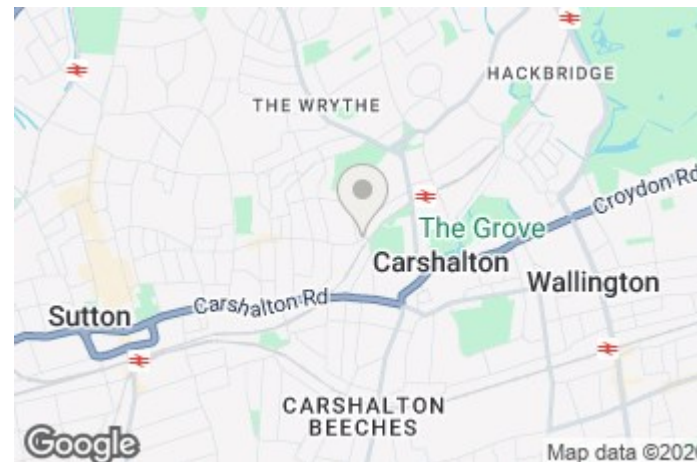 HACKBRIDGE
THE WRYTHE
Croydon Rd
The Grove
Carshalton
Wallington
Carshalton Rd
Sutton
CARSHALTON
BEECHES
Google
Map data ©202